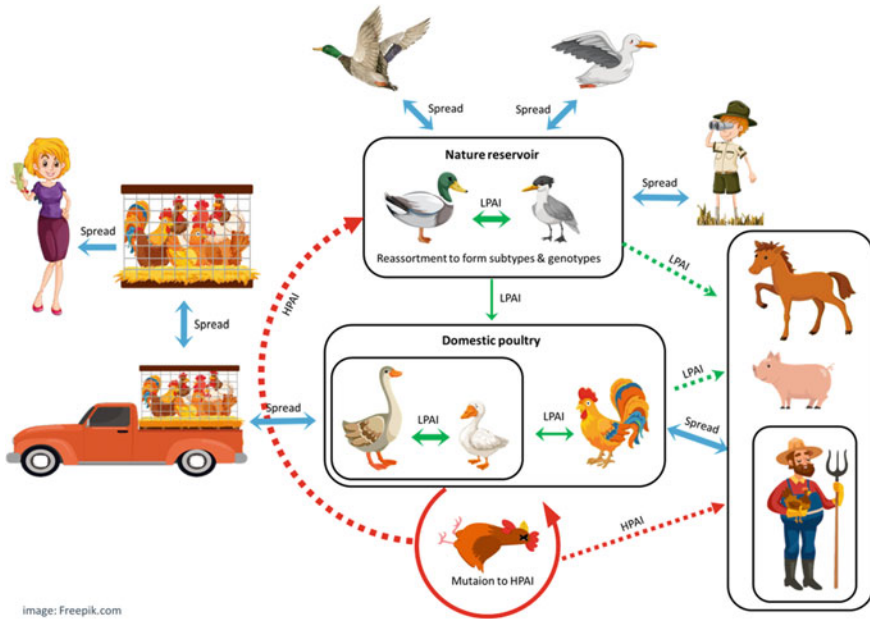 Spread
Spread
Nature reservoir
LPAI
Reassortment to form subtypes & genotypes
Spread
Spread
Spread
HPAI
LPAI
LPAI
Domestic poultry
LPAI
LPAI
LPAI
Spread
Spread
HPAI
Mutaion to HPAI
image: Freepik.com